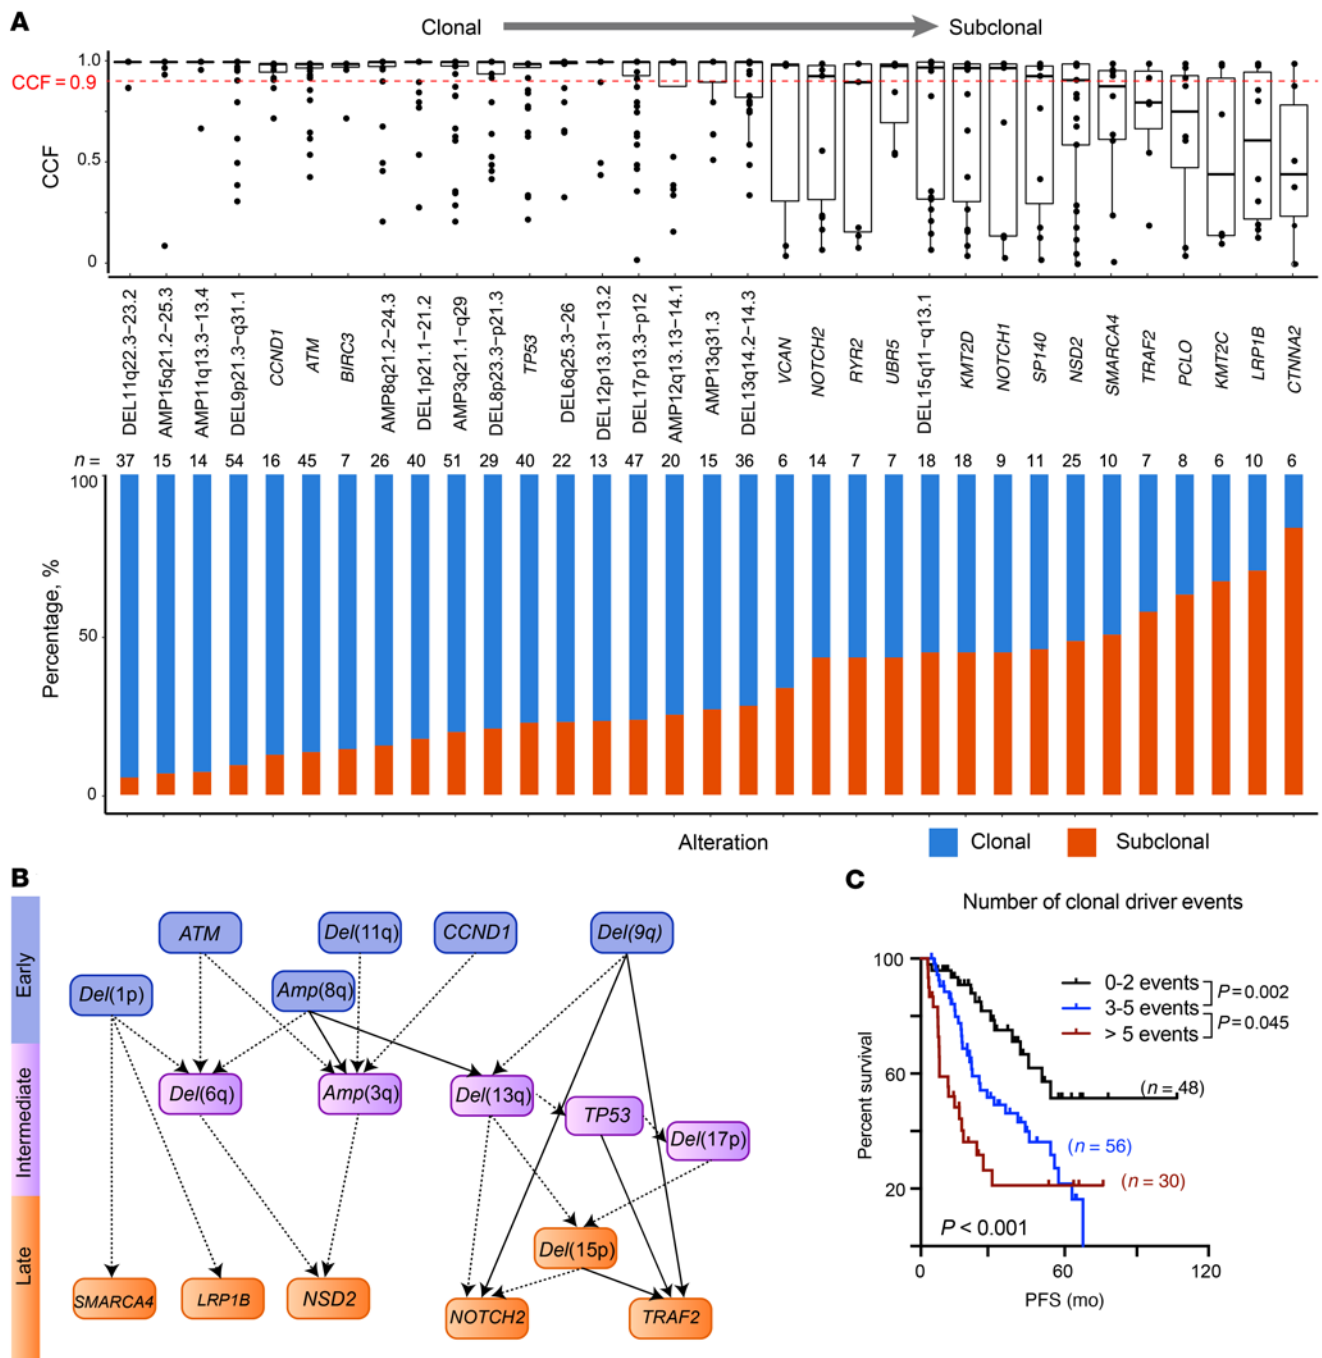 A
Clonal
Subclonal
1.0
CCF = 0.9
0.5
0
CCF
DEL11q22.3–23.2
AMP15q21.2–25.3
AMP11q13.3–13.4
DEL9p21.3–q31.1
CCND1
ATM
BIRC3
AMP8q21.2–24.3
DEL1p21.1–21.2
AMP3q21.1–q29
DEL8p23.3–p21.3
TP53
DEL6q25.3–26
DEL12p13.31–13.2
DEL17p13.3–p12
AMP12q13.13–14.1
AMP13q31.3
DEL13q14.2–14.3
VCAN
NOTCH2
RYR2
UBR5
DEL15q11–q13.1
KMT2D
NOTCH1
SP140
NSD2
SMARCA4
TRAF2
PCLO
KMT2C
LRP1B
CTNNA2
n = 37 15 14 54 16 45 7 26 40 51 29 40 22 13 47 20 15 36 6 14 7 7 18 18 9 11 25 10 7 8 6 10 6
100
50
0
Percentage, %
Alteration
Clonal
Subclonal
B
Early
Intermediate
Late
ATM
Del(11q)
CCND1
Del(9q)
Del(1p)
Amp(8q)
Del(6q)
Amp(3q)
Del(13q)
TP53
Del(17p)
Del(15p)
SMARCA4
LRP1B
NSD2
NOTCH2
TRAF2
C
Number of clonal driver events
100
60
20
Percent survival
0-2 events
3-5 events
> 5 events
P = 0.002
P = 0.045
(n = 48)
(n = 56)
(n = 30)
P < 0.001
0 60 120
PFS (mo)